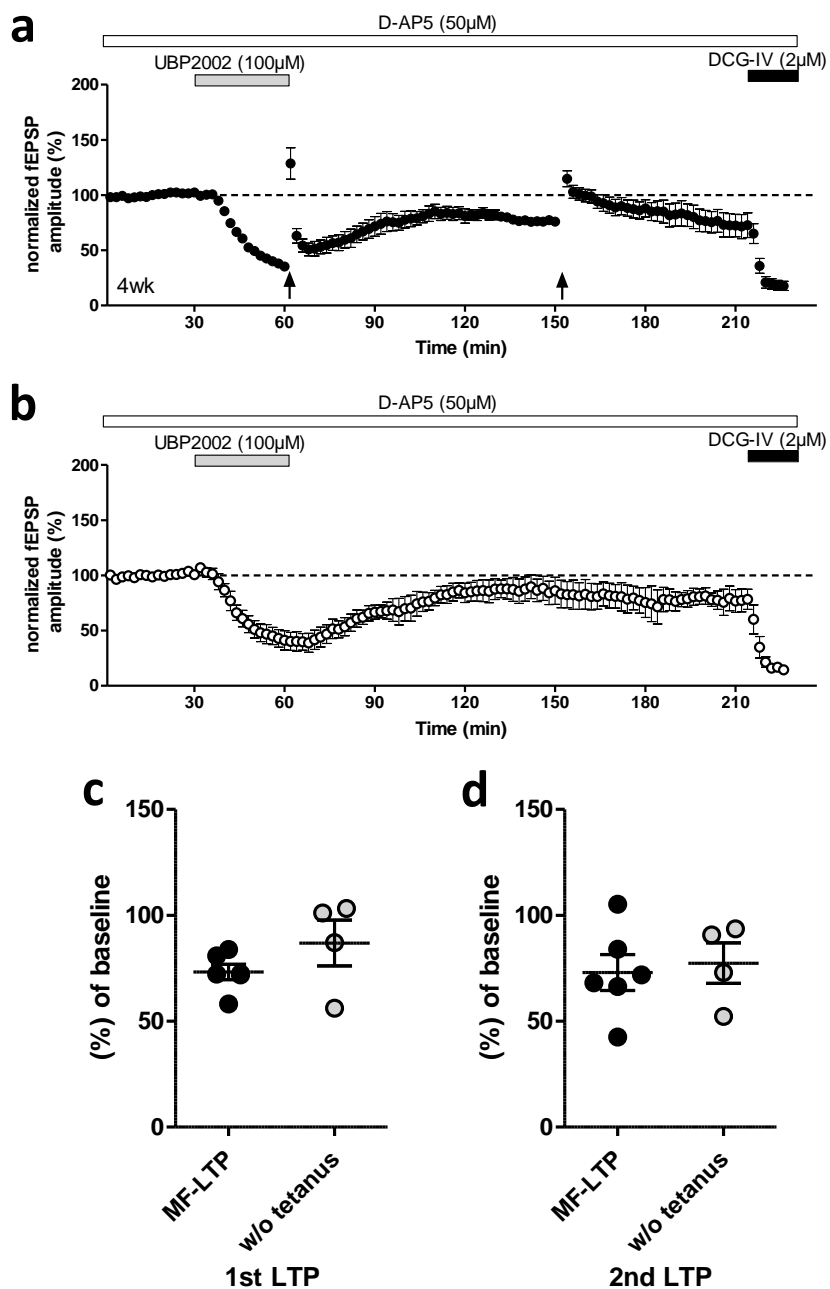 a
D-AP5 (50µM)
UBP2002 (100µM)
DCG-IV (2µM)
normalized fEPSP
amplitude (%)
200
150
100
50
0
4wk
30
60
90
120
150
180
210
Time (min)
b
D-AP5 (50µM)
UBP2002 (100µM)
DCG-IV (2µM)
normalized fEPSP
amplitude (%)
200
150
100
50
0
30
60
90
120
150
180
210
Time (min)
c
(%) of baseline
150
100
50
0
MF-LTP
w/o tetanus
1st LTP
d
(%) of baseline
150
100
50
0
MF-LTP
w/o tetanus
2nd LTP